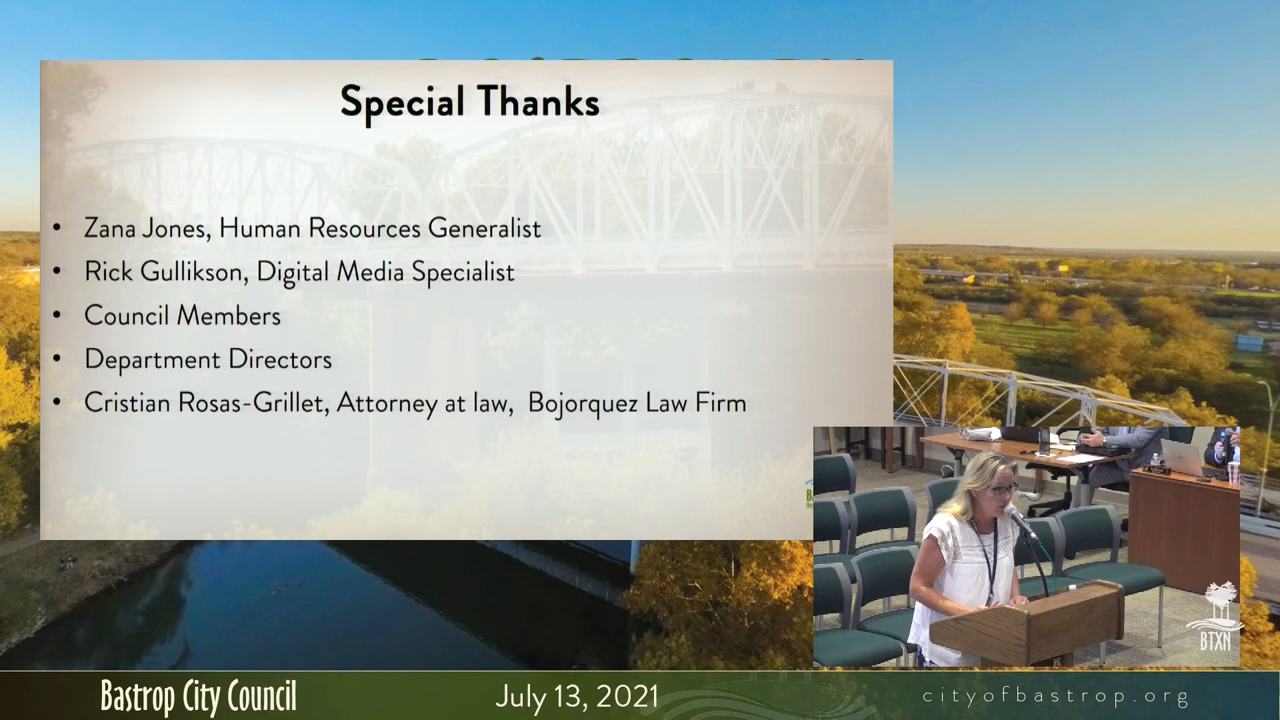 Special Thanks
• Zana Jones, Human Resources Generalist
• Rick Gullikson, Digital Media Specialist
• Council Members
• Department Directors
• Cristian Rosas-Grillet, Attorney at law,  Bojorquez Law Firm
BTXN
Bastrop City Council
July 13, 2021
cityofbastrop.org